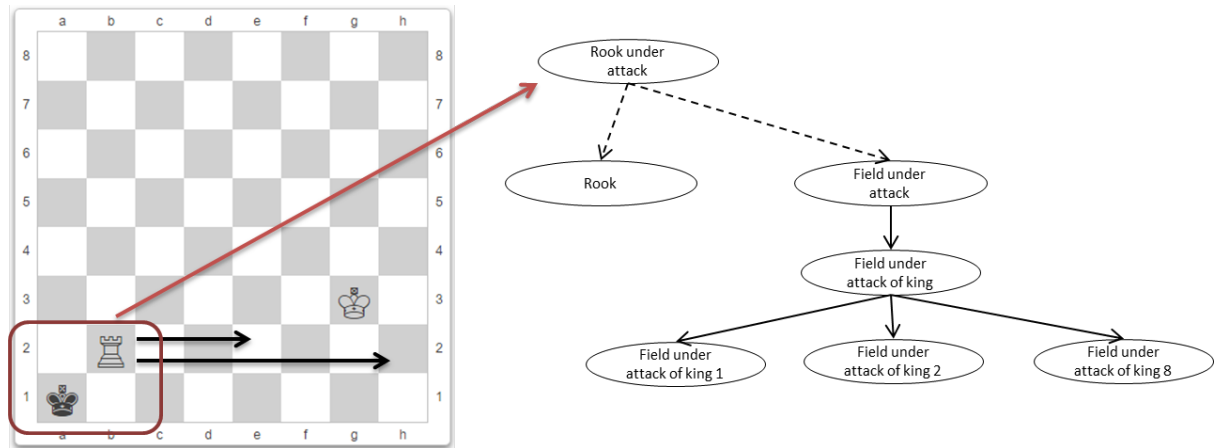 a b c d e f g h
8 8
7 7
6 6
5 5
4 4
3 3
2 2
1 1
a b c d e f g h
Rook under
attack
Rook
Field under
attack
Field under
attack of king
Field under
attack of king 1
Field under
attack of king 2
Field under
attack of king 8